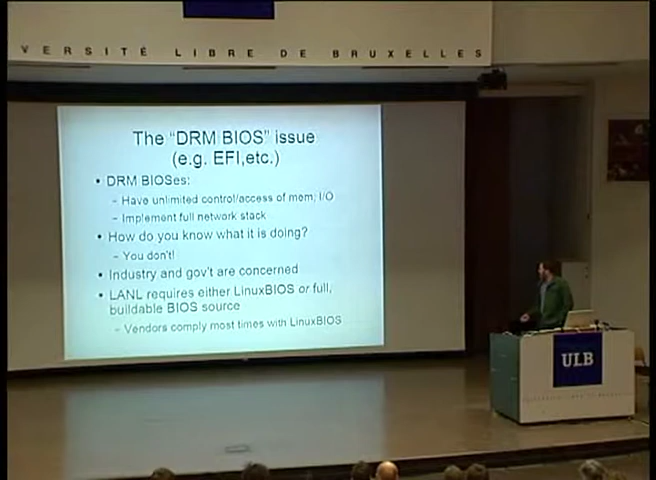 VERSITÉ LIBRE DE BRUXELLES
The “DRM BIOS” issue
(e.g. EFI,etc.)
• DRM BIOSes:
– Have unlimited control/access of mem, I/O
– Implement full network stack
• How do you know what it is doing?
– You don't!
• Industry and gov't are concerned
• LANL requires either LinuxBIOS or full,
buildable BIOS source
– Vendors comply most times with LinuxBIOS
ULB